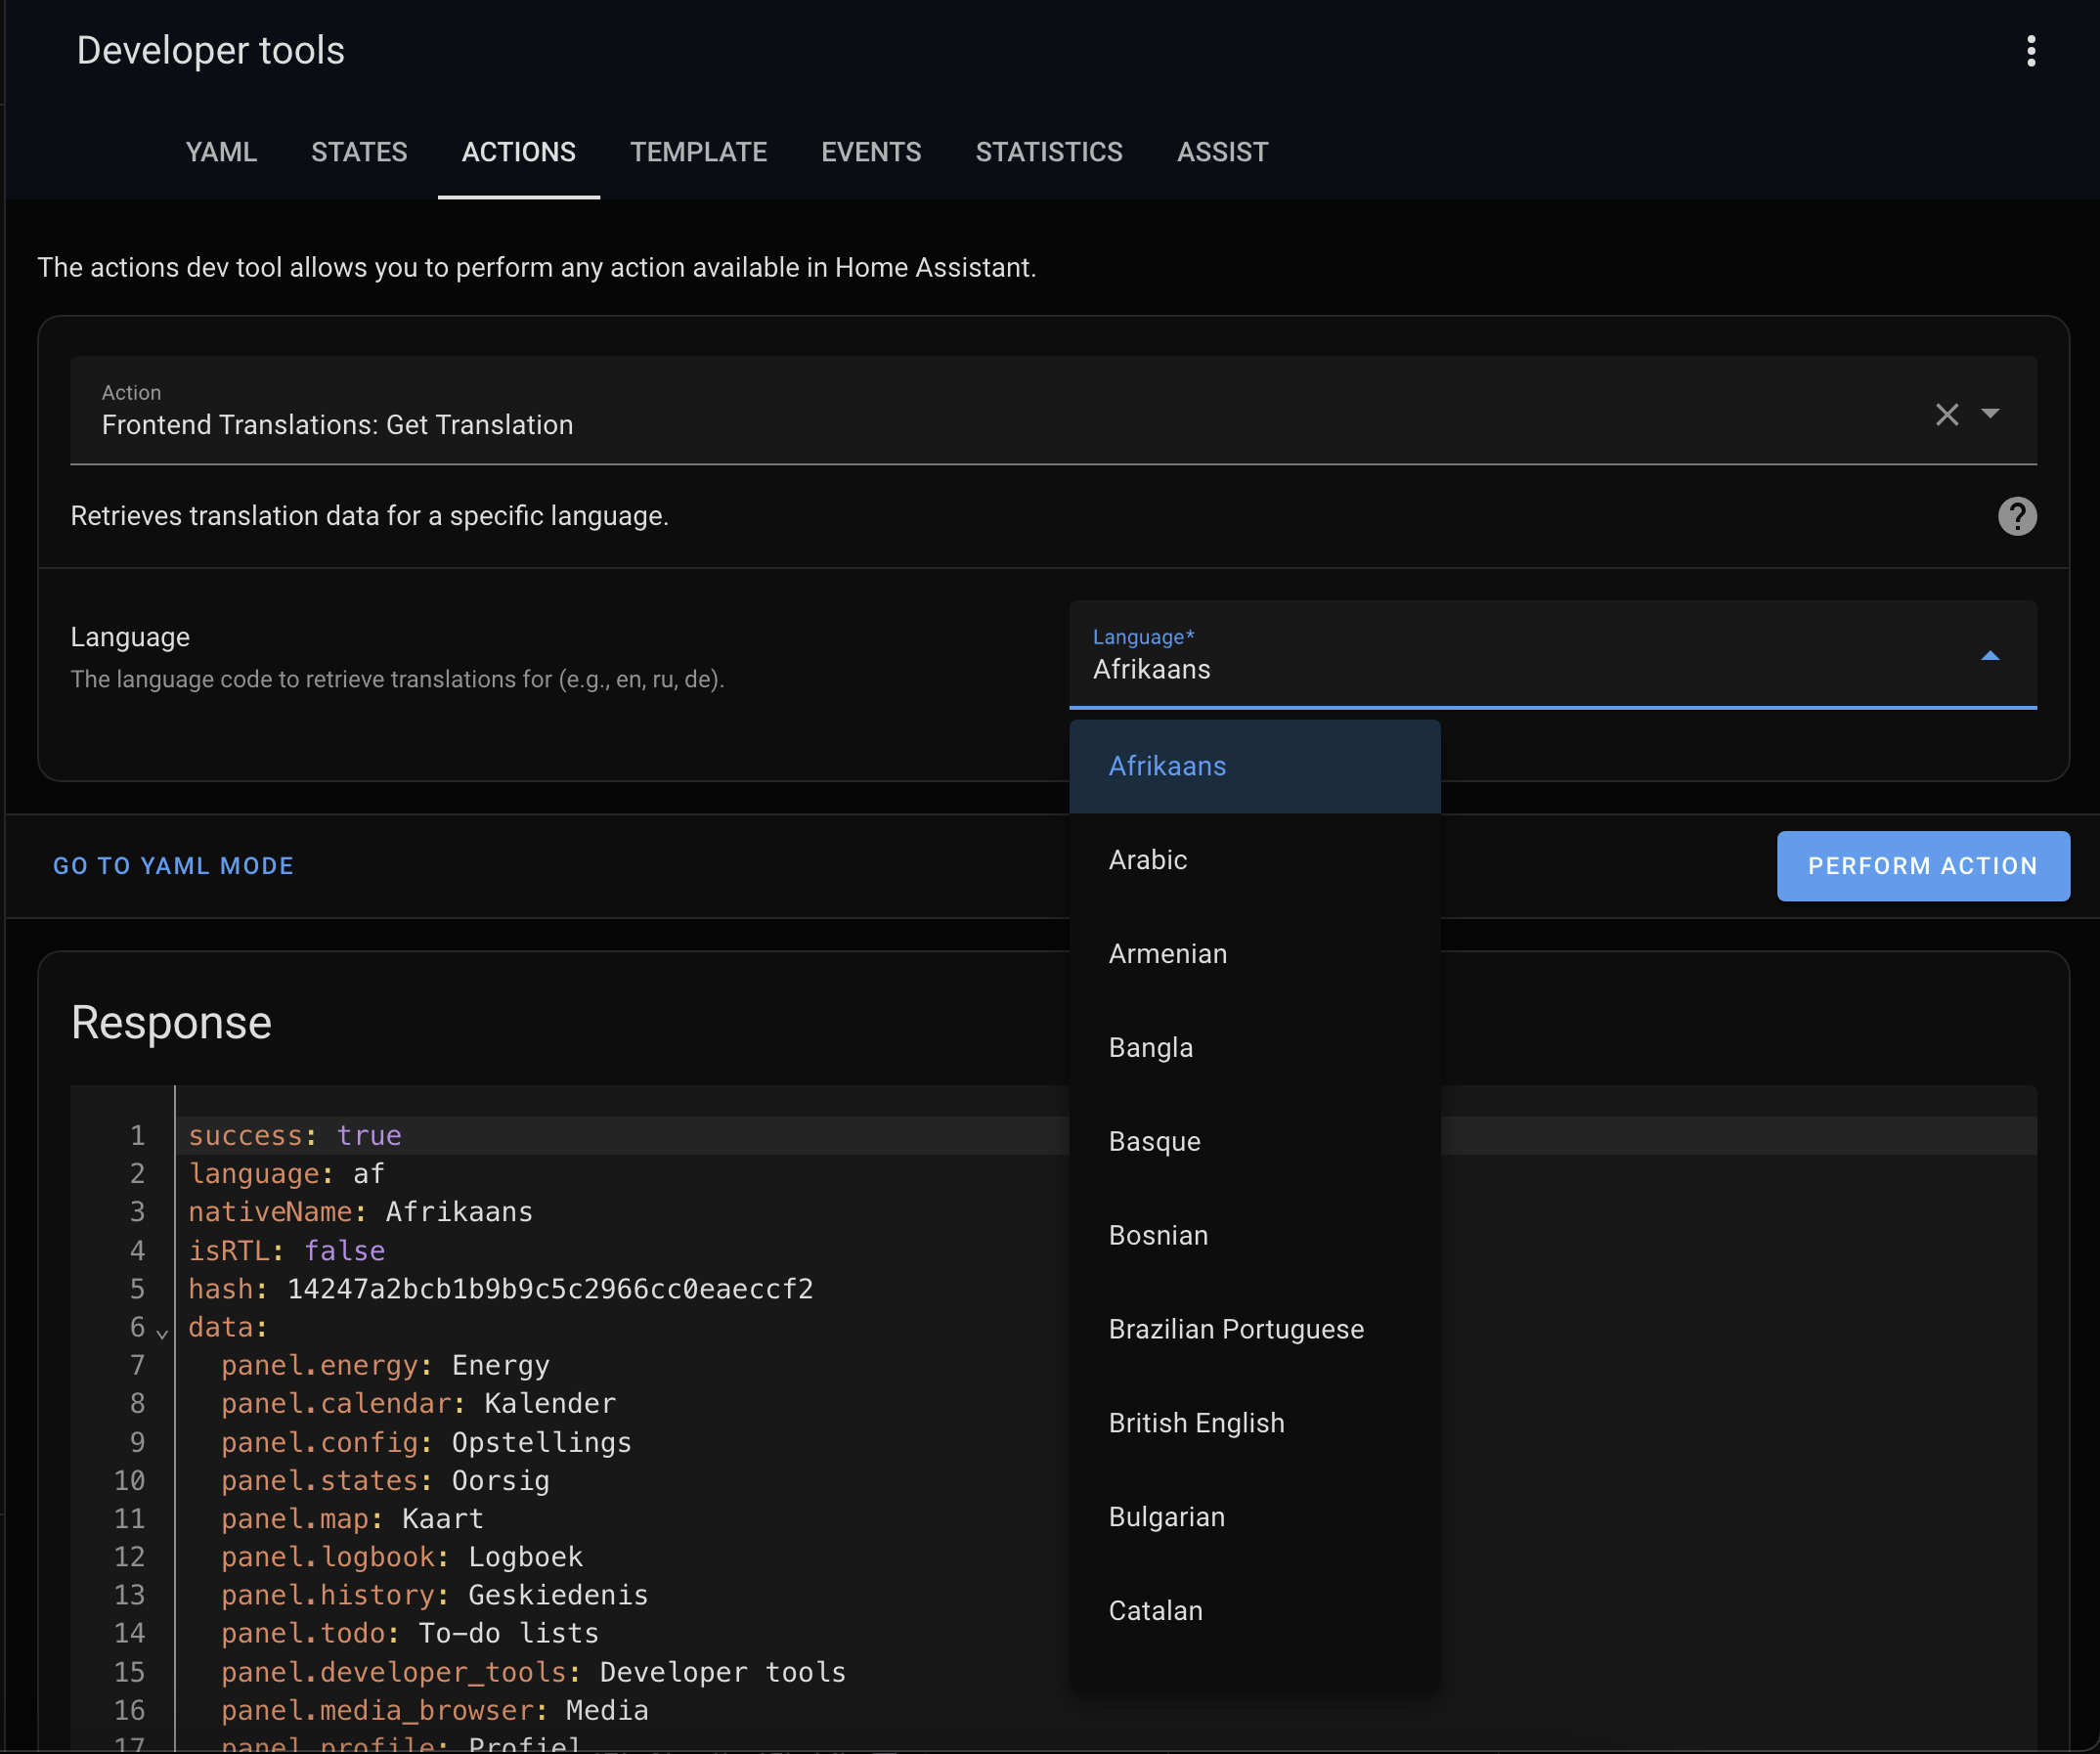 Developer tools
YAML STATES ACTIONS TEMPLATE EVENTS STATISTICS ASSIST
The actions dev tool allows you to perform any action available in Home Assistant.
Action
Frontend Translations: Get Translation
Retrieves translation data for a specific language.
?
Language
The language code to retrieve translations for (e.g., en, ru, de).
Language*
Afrikaans
Afrikaans
Arabic
Armenian
Bangla
Basque
Bosnian
Brazilian Portuguese
British English
Bulgarian
Catalan
GO TO YAML MODE
PERFORM ACTION
Response
1 success: true
2 language: af
3 nativeName: Afrikaans
4 isRTL: false
5 hash: 14247a2bcb1b9b9c5c2966cc0eaeccf2
6 data:
7 panel.energy: Energy
8 panel.calendar: Kalender
9 panel.config: Opstellings
10 panel.states: Oorsig
11 panel.map: Kaart
12 panel.logbook: Logboek
13 panel.history: Geskiedenis
14 panel.todo: To-do lists
15 panel.developer_tools: Developer tools
16 panel.media_browser: Media
17 panel.profile: Profiel